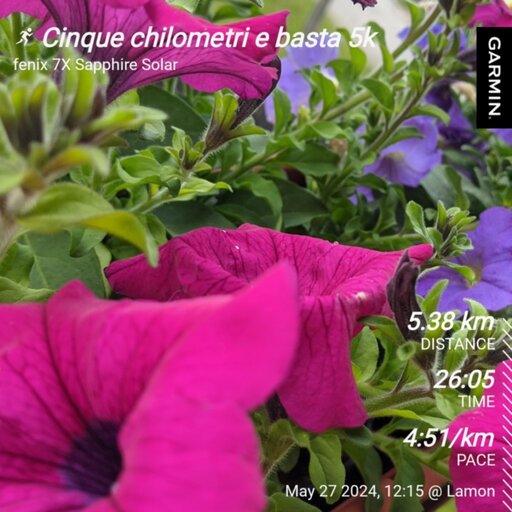 Cinque chilometri e basta 5k
fenix 7X Sapphire Solar
GARMIN
5.38 km
DISTANCE
26:05
TIME
4:51/km
PACE
May 27 2024, 12:15 @ Lamon